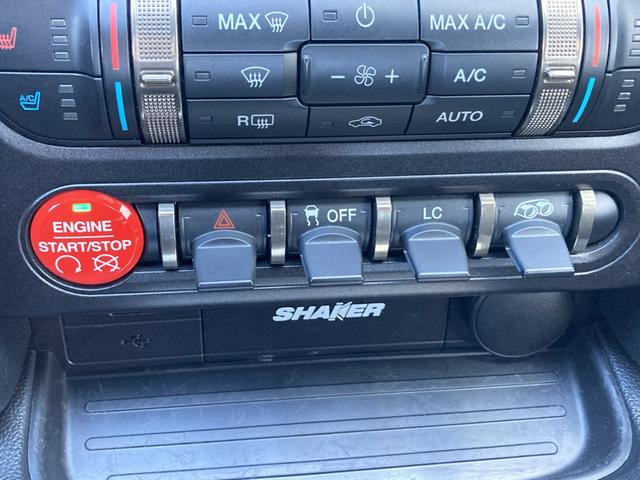 MAX
MAX A/C
A/C
A/C
R
AUTO
ENGINE
START/STOP
OFF
LC
SHAKER